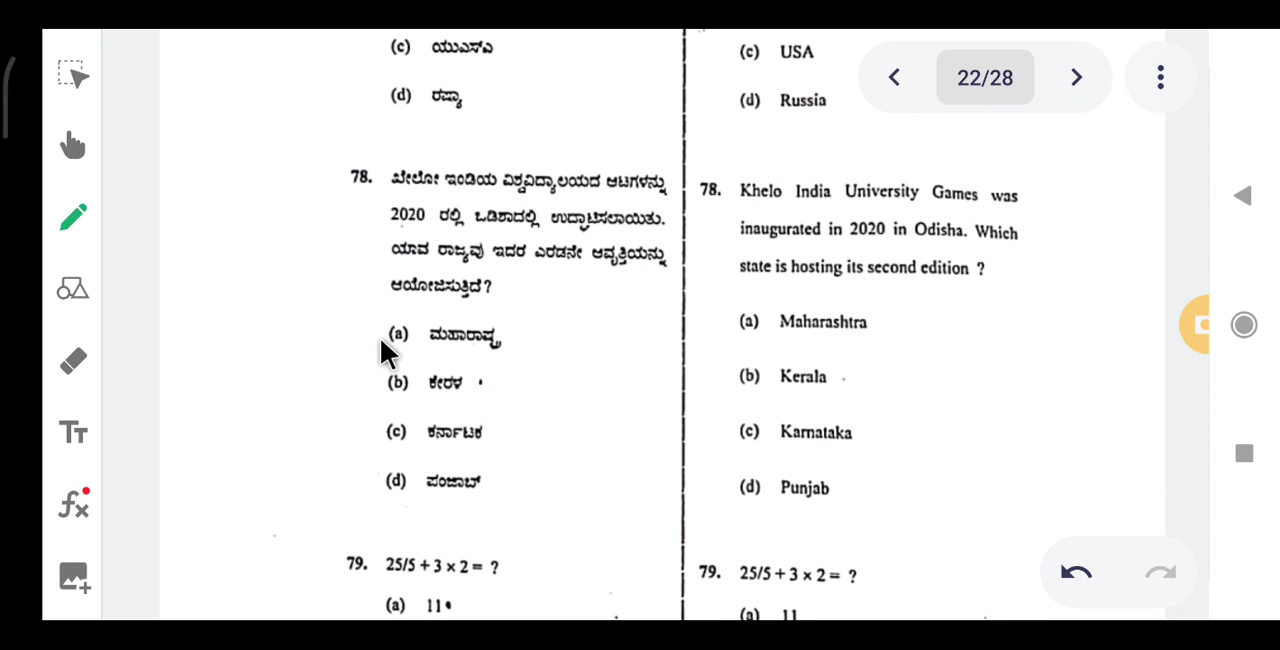 (c) ಯುಎಸ್ಎ
(d) ರಷ್ಯಾ
78. ಖೇಲೋ ಇಂಡಿಯ ವಿಶ್ವವಿದ್ಯಾಲಯದ ಆಟಗಳನ್ನು
2020 ರಲ್ಲಿ ಒಡಿಶಾದಲ್ಲಿ ಉದ್ಘಾಟಿಸಲಾಯಿತು.
ಯಾವ ರಾಜ್ಯವು ಇದರ ಎರಡನೇ ಆವೃತ್ತಿಯನ್ನು
ಆಯೋಜಿಸುತ್ತಿದೆ?
(a) ಮಹಾರಾಷ್ಟ್ರ
(b) ಕೇರಳ
(c) ಕರ್ನಾಟಕ
(d) ಪಂಜಾಬ್
79. 25/5 + 3 × 2 = ?
(a) 11
(c) USA
(d) Russia
78. Khelo India University Games was
inaugurated in 2020 in Odisha. Which
state is hosting its second edition ?
(a) Maharashtra
(b) Kerala
(c) Karnataka
(d) Punjab
79. 25/5 + 3 × 2 = ?
(a) 11
22/28
TT
fx